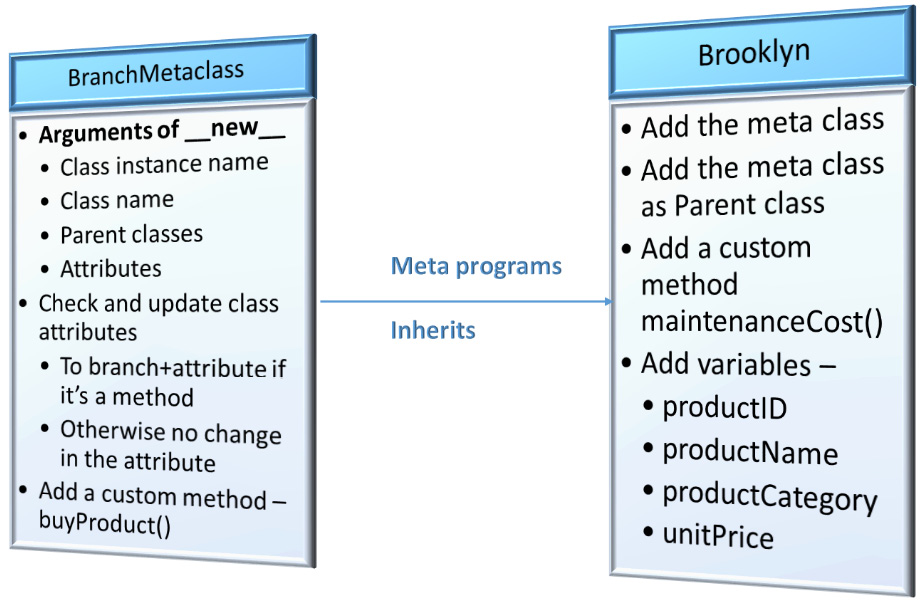 BranchMetaclass
• Arguments of __new__
• Class instance name
• Class name
• Parent classes
• Attributes
• Check and update class
attributes
• To branch+attribute if
it's a method
• Otherwise no change
in the attribute
• Add a custom method –
buyProduct()
Meta programs
Inherits
Brooklyn
• Add the meta class
• Add the meta class
as Parent class
• Add a custom
method
maintenanceCost()
• Add variables –
• productID
• productName
• productCategory
• unitPrice